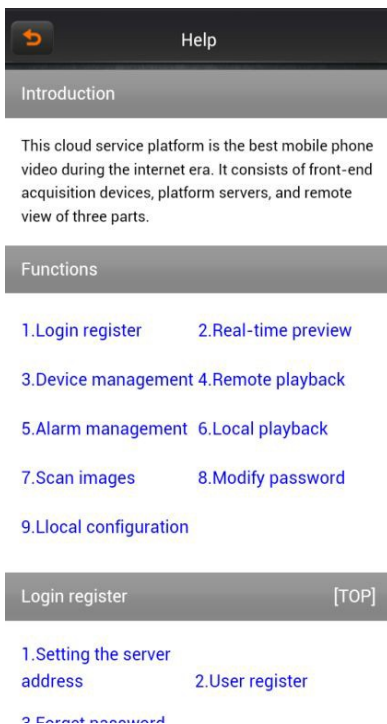 Help
Introduction
This cloud service platform is the best mobile phone
video during the internet era. It consists of front-end
acquisition devices, platform servers, and remote
view of three parts.
Functions
1.Login register 2.Real-time preview
3.Device management 4.Remote playback
5.Alarm management 6.Local playback
7.Scan images 8.Modify password
9.Llocal configuration
Login register [TOP]
1.Setting the server
address 2.User register
3.Forget password